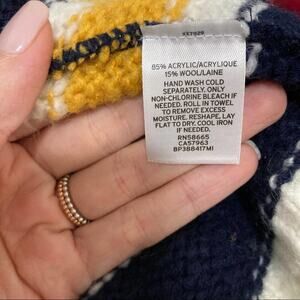 85% ACRYLIC/ACRYLIQUE
15% WOOL/LAINE
HAND WASH COLD
SEPARATELY. ONLY
NON-CHLORINE BLEACH IF
NEEDED. ROLL IN TOWEL
TO REMOVE EXCESS
MOISTURE. RESHAPE, LAY
FLAT TO DRY. COOL IRON
IF NEEDED.
RN58665
CA57963
BP388417MI